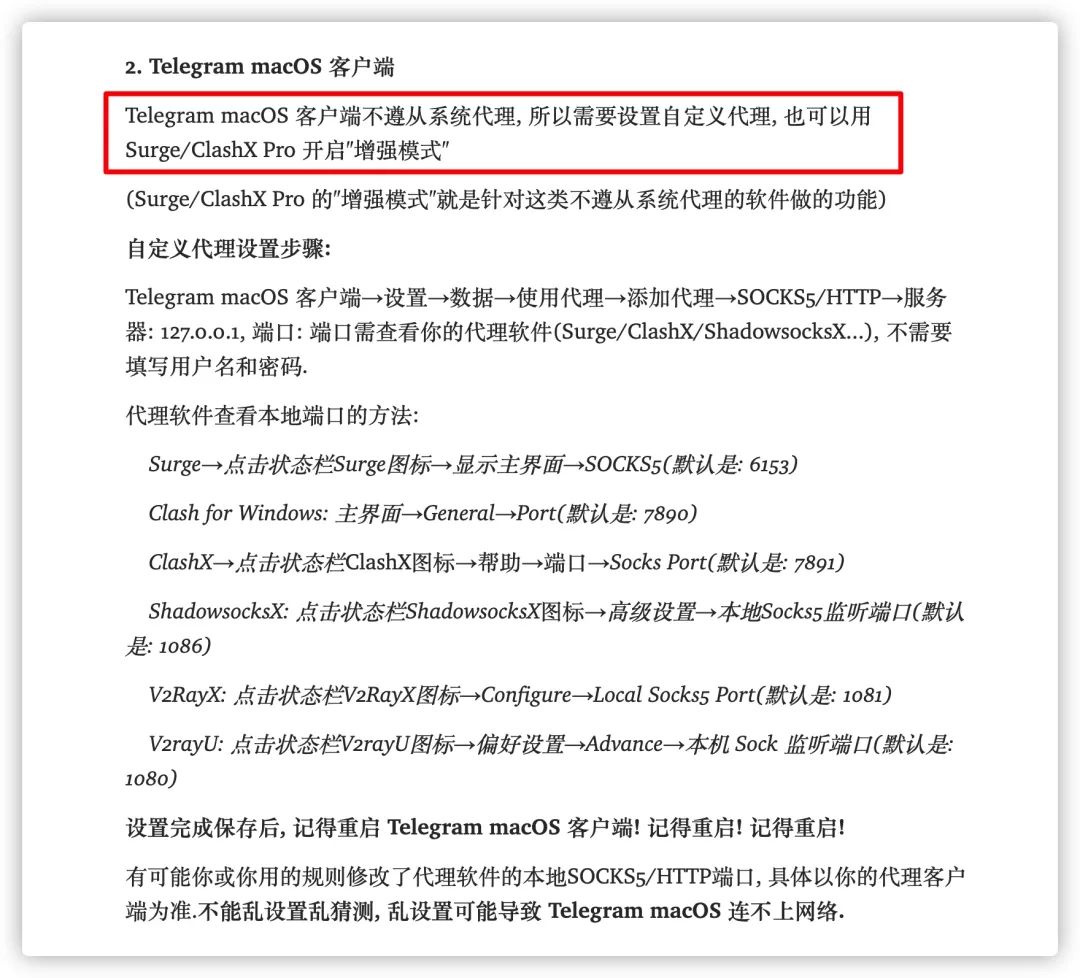 2. Telegram macOS 客户端
Telegram macOS 客户端不遵从系统代理, 所以需要设置自定义代理, 也可以用
Surge/ClashX Pro 开启"增强模式"
(Surge/ClashX Pro 的"增强模式"就是针对这类不遵从系统代理的软件做的功能)
自定义代理设置步骤:
Telegram macOS 客户端→设置→数据→使用代理→添加代理→SOCKS5/HTTP→服务
器: 127.0.0.1, 端口: 端口需查看你的代理软件(Surge/ClashX/ShadowsocksX...), 不需要
填写用户名和密码.
代理软件查看本地端口的方法:
Surge→点击状态栏Surge图标→显示主界面→SOCKS5(默认是: 6153)
Clash for Windows: 主界面→General→Port(默认是: 7890)
ClashX→点击状态栏ClashX图标→帮助→端口→Socks Port(默认是: 7891)
ShadowsocksX: 点击状态栏ShadowsocksX图标→高级设置→本地Socks5监听端口(默认
是: 1086)
V2RayX: 点击状态栏V2RayX图标→Configure→Local Socks5 Port(默认是: 1081)
V2rayU: 点击状态栏V2rayU图标→偏好设置→Advance→本机 Sock 监听端口(默认是:
1080)
设置完成保存后, 记得重启 Telegram macOS 客户端! 记得重启! 记得重启!
有可能你或你用的规则修改了代理软件的本地SOCKS5/HTTP端口, 具体以你的代理客户
端为准.不能乱设置乱猜测, 乱设置可能导致 Telegram macOS 连不上网络.